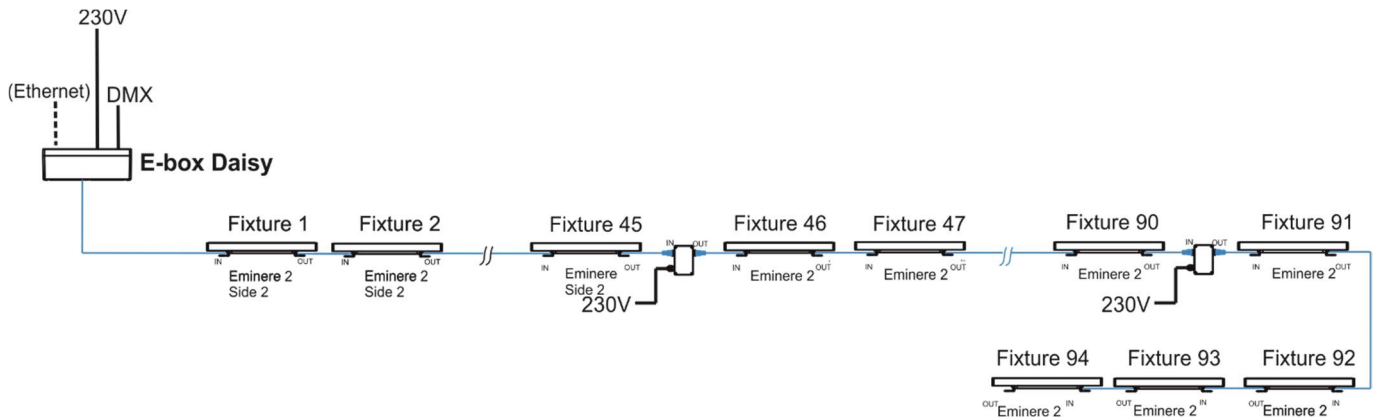 230V
(Ethernet)
DMX
E-box Daisy
Fixture 1
Fixture 2
Fixture 45
Fixture 46
Fixture 47
Fixture 90
Fixture 91
IN
OUT
IN
OUT
IN
OUT
IN
OUT
IN
OUT
IN
OUT
IN
OUT
IN
OUT
OUT
Eminere 2
Side 2
Eminere 2
Side 2
Eminere
Side 2
Eminere 2
Eminere 2
Eminere 2
Eminere 2
230V
230V
Fixture 94
Fixture 93
Fixture 92
OUT Eminere 2 IN
OUT Eminere 2 IN
OUT Eminere 2 IN